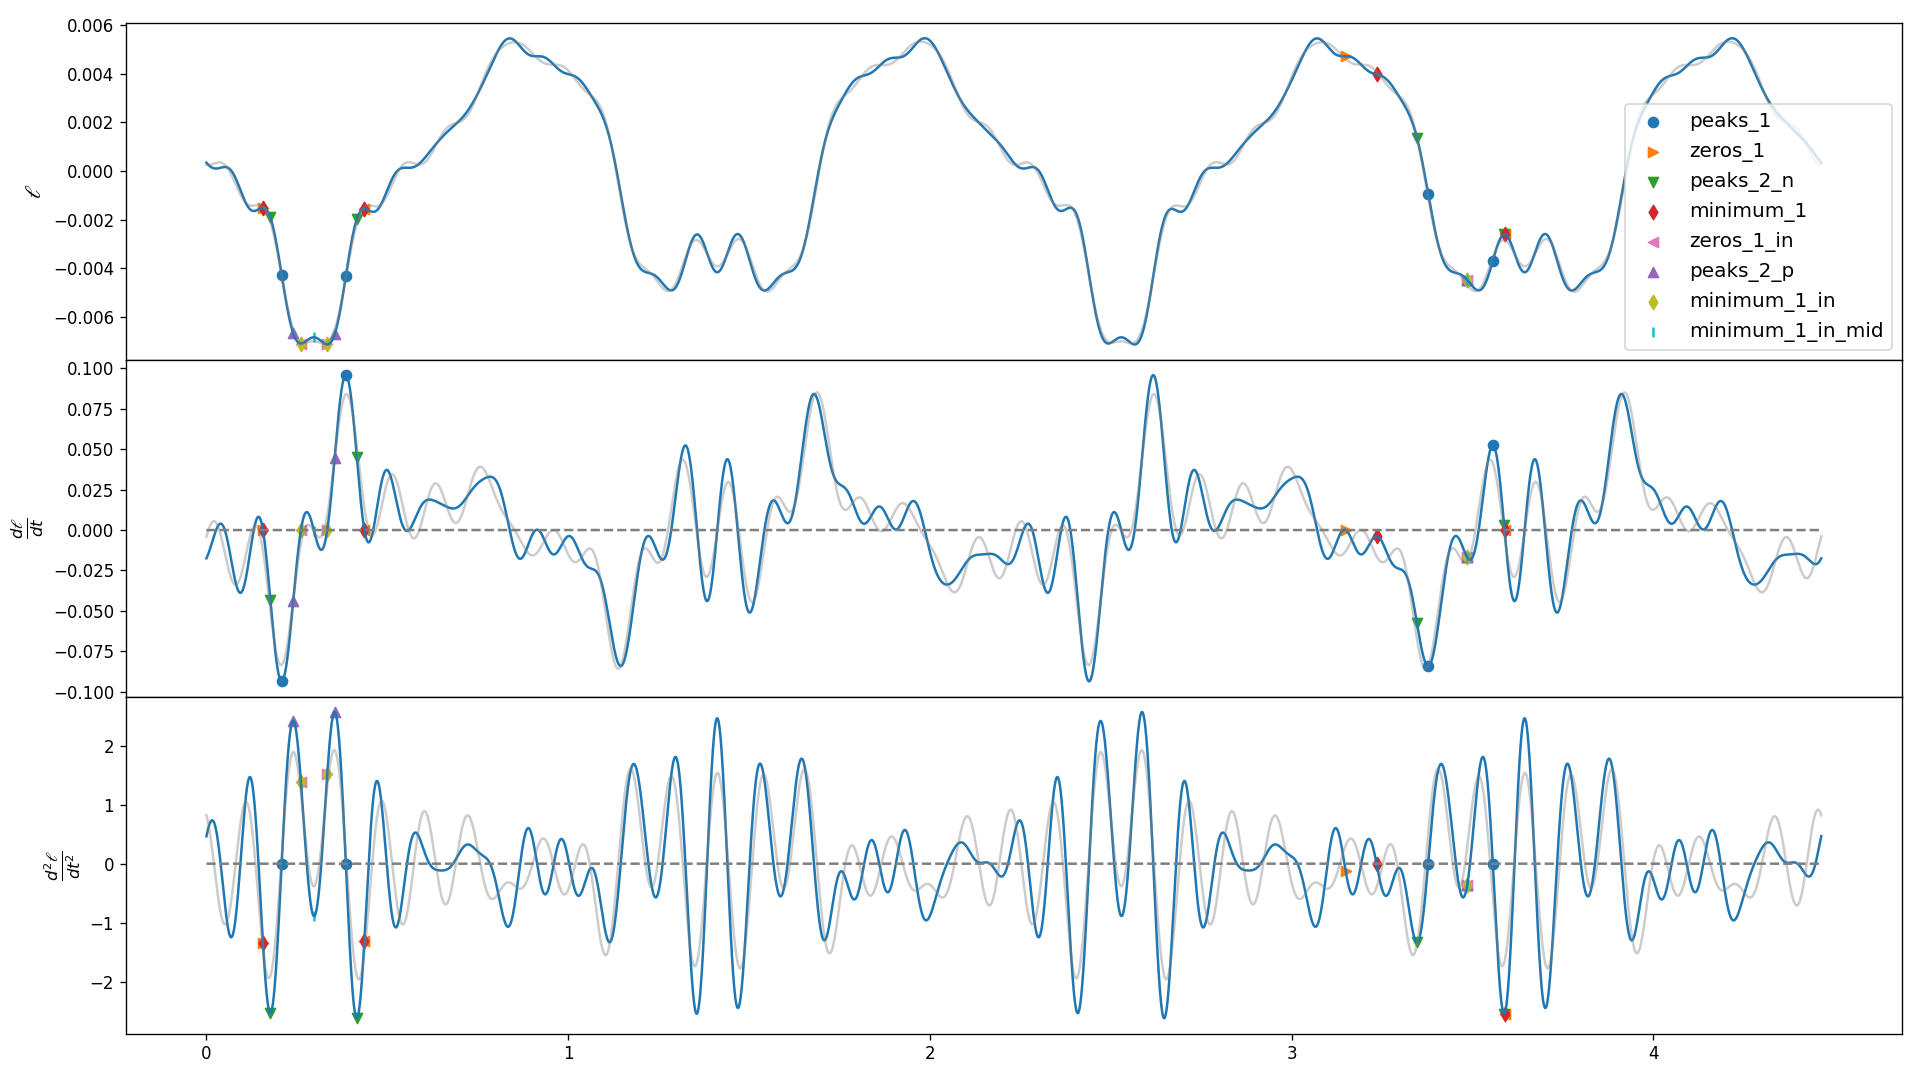 0.006
0.004
0.002
0.000
−0.002
−0.004
−0.006
ℓ
peaks_1
zeros_1
peaks_2_n
minimum_1
zeros_1_in
peaks_2_p
minimum_1_in
minimum_1_in_mid
0.100
0.075
0.050
0.025
0.000
−0.025
−0.050
−0.075
−0.100
dℓ
dt
2
1
0
−1
−2
d²ℓ
dt²
0 1 2 3 4